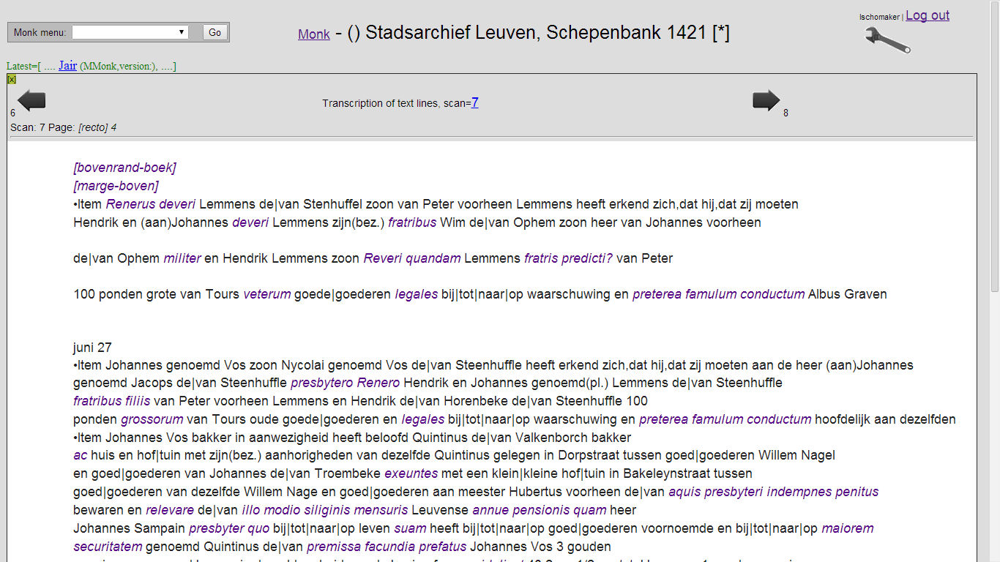 lschomaker | Log out
Monk menu: Go
Monk - () Stadsarchief Leuven, Schepenbank 1421 [*]
Latest=[ .... Jair (MMonk,version:), ....]
[x]
Transcription of text lines, scan=7
6
8
Scan: 7 Page: [recto] 4
[bovenrand-boek]
[marge-boven]
•Item Renerus deveri Lemmens de|van Stenhuffel zoon van Peter voorheen Lemmens heeft erkend zich,dat hij,dat zij moeten
Hendrik en (aan)Johannes deveri Lemmens zijn(bez.) fratribus Wim de|van Ophem zoon heer van Johannes voorheen
de|van Ophem militer en Hendrik Lemmens zoon Reveri quandam Lemmens fratris predicti? van Peter
100 ponden grote van Tours veterum goede|goederen legales bij|tot|naar|op waarschuwing en preterea famulum conductum Albus Graven
juni 27
•Item Johannes genoemd Vos zoon Nycolai genoemd Vos de|van Steenhuffle heeft erkend zich,dat hij,dat zij moeten aan de heer (aan)Johannes
genoemd Jacops de|van Steenhuffle presbytero Renero Hendrik en Johannes genoemd(pl.) Lemmens de|van Steenhuffle
fratribus filiis van Peter voorheen Lemmens en Hendrik de|van Horenbeke de|van Steenhuffle 100
ponden grossorum van Tours oude goede|goederen en legales bij|tot|naar|op waarschuwing en preterea famulum conductum hoofdelijk aan dezelfden
•Item Johannes Vos bakker in aanwezigheid heeft beloofd Quintinus de|van Valkenborch bakker
ac huis en hof|tuin met zijn(bez.) aanhorigheden van dezelfde Quintinus gelegen in Dorpstraat tussen goed|goederen Willem Nagel
en goed|goederen van Johannes de|van Troembeke exeuntes met een klein|kleine hof|tuin in Bakeleynstraat tussen
goed|goederen van dezelfde Willem Nage en goed|goederen aan meester Hubertus voorheen de|van aquis presbyteri indempnes penitus
bewaren en relevare de|van illo modio siliginis mensuris Leuvense annue pensionis quam heer
Johannes Sampain presbyter quo bij|tot|naar|op leven suam heeft bij|tot|naar|op goed|goederen voornoemde en bij|tot|naar|op maiorem
securitatem genoemd Quintinus de|van premissa facundia prefatus Johannes Vos 3 gouden